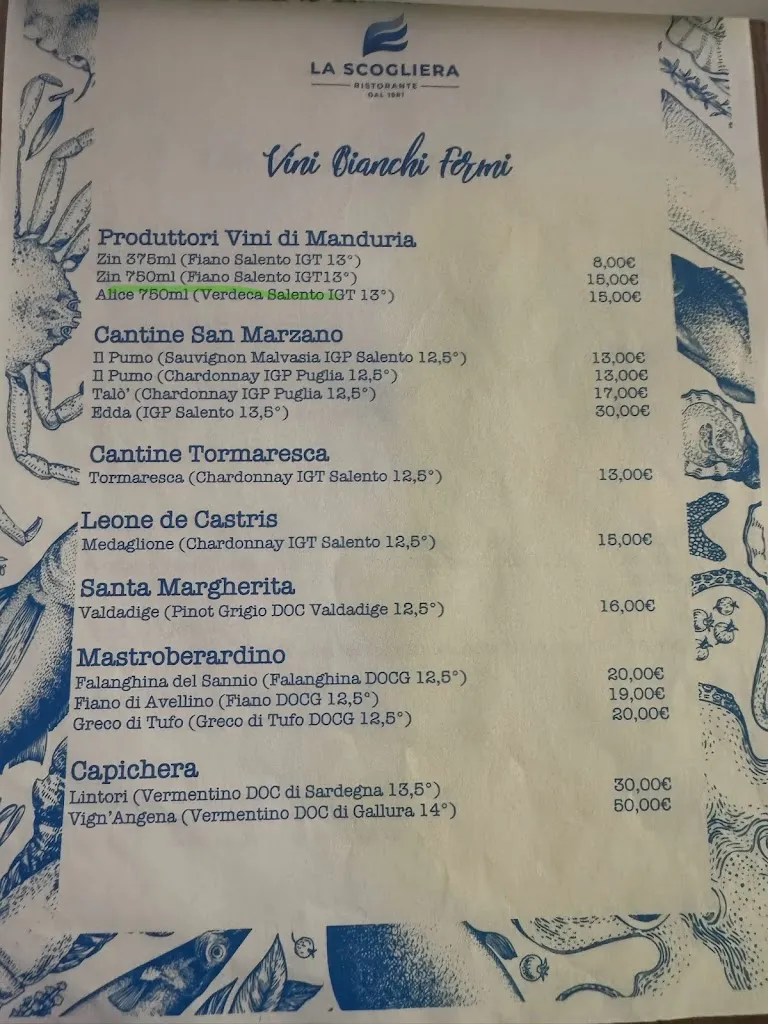 LA SCOGLIERA
RISTORANTE
DAL 1981
Vini Bianchi Fermi
Produttori Vini di Manduria
Zin 375ml (Fiano Salento IGT 13°) 8,00€
Zin 750ml (Fiano Salento IGT13°) 15,00€
Alice 750ml (Verdeca Salento IGT 13°) 15,00€
Cantine San Marzano
Il Pumo (Sauvignon Malvasia IGP Salento 12,5°) 13,00€
Il Pumo (Chardonnay IGP Puglia 12,5°) 13,00€
Talò' (Chardonnay IGP Puglia 12,5°) 17,00€
Edda (IGP Salento 13,5°) 30,00€
Cantine Tormaresca
Tormaresca (Chardonnay IGT Salento 12,5°) 13,00€
Leone de Castris
Medaglione (Chardonnay IGT Salento 12,5°) 15,00€
Santa Margherita
Valdadige (Pinot Grigio DOC Valdadige 12,5°) 16,00€
Mastroberardino
Falanghina del Sannio (Falanghina DOCG 12,5°) 20,00€
Fiano di Avellino (Fiano DOCG 12,5°) 19,00€
Greco di Tufo (Greco di Tufo DOCG 12,5°) 20,00€
Capichera
Lintori (Vermentino DOC di Sardegna 13,5°) 30,00€
Vign'Angena (Vermentino DOC di Gallura 14°) 50,00€